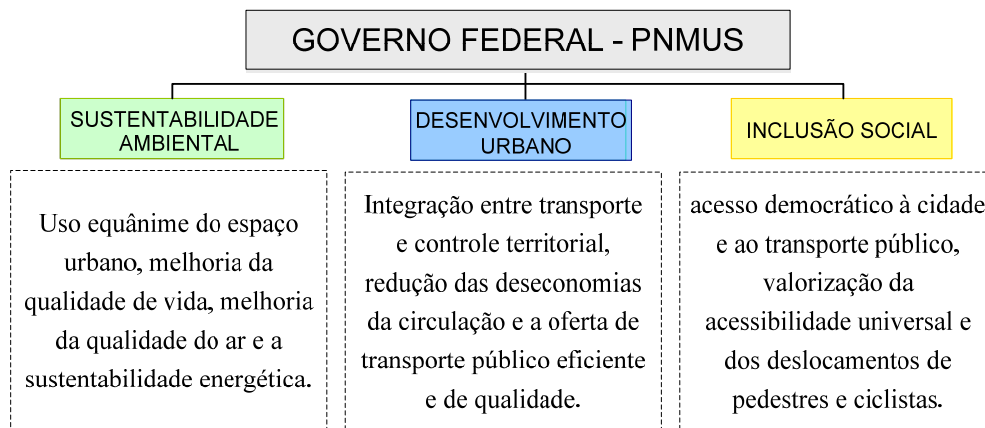 GOVERNO FEDERAL - PNMUS
SUSTENTABILIDADE
AMBIENTAL
Uso equânime do espaço
urbano, melhoria da
qualidade de vida, melhoria
da qualidade do ar e a
sustentabilidade energética.
DESENVOLVIMENTO
URBANO
Integração entre transporte
e controle territorial,
redução das deseconomias
da circulação e a oferta de
transporte público eficiente
e de qualidade.
INCLUSÃO SOCIAL
acesso democrático à cidade
e ao transporte público,
valorização da
acessibilidade universal e
dos deslocamentos de
pedestres e ciclistas.